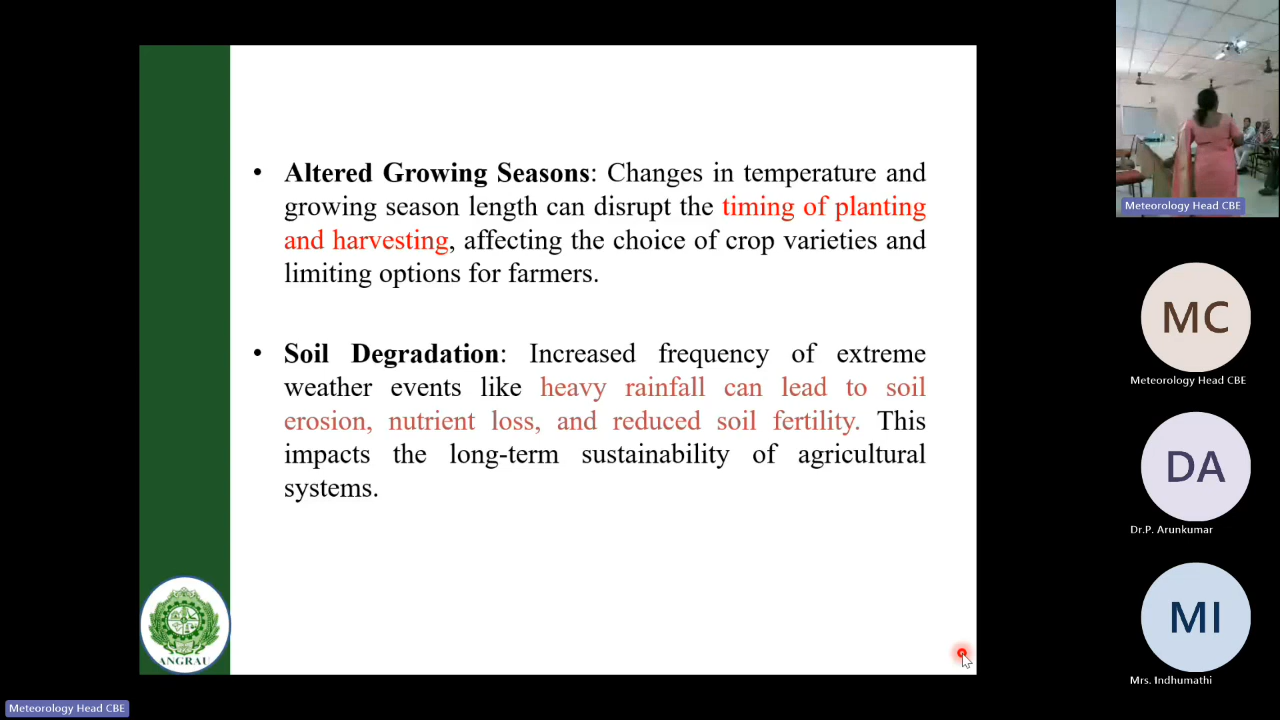 • Altered Growing Seasons: Changes in temperature and
growing season length can disrupt the timing of planting
and harvesting, affecting the choice of crop varieties and
limiting options for farmers.
• Soil Degradation: Increased frequency of extreme
weather events like heavy rainfall can lead to soil
erosion, nutrient loss, and reduced soil fertility. This
impacts the long-term sustainability of agricultural
systems.
ANGRAU
Meteorology Head CBE
MC
Meteorology Head CBE
DA
Dr.P. Arunkumar
MI
Mrs. Indhumathi
Meteorology Head CBE